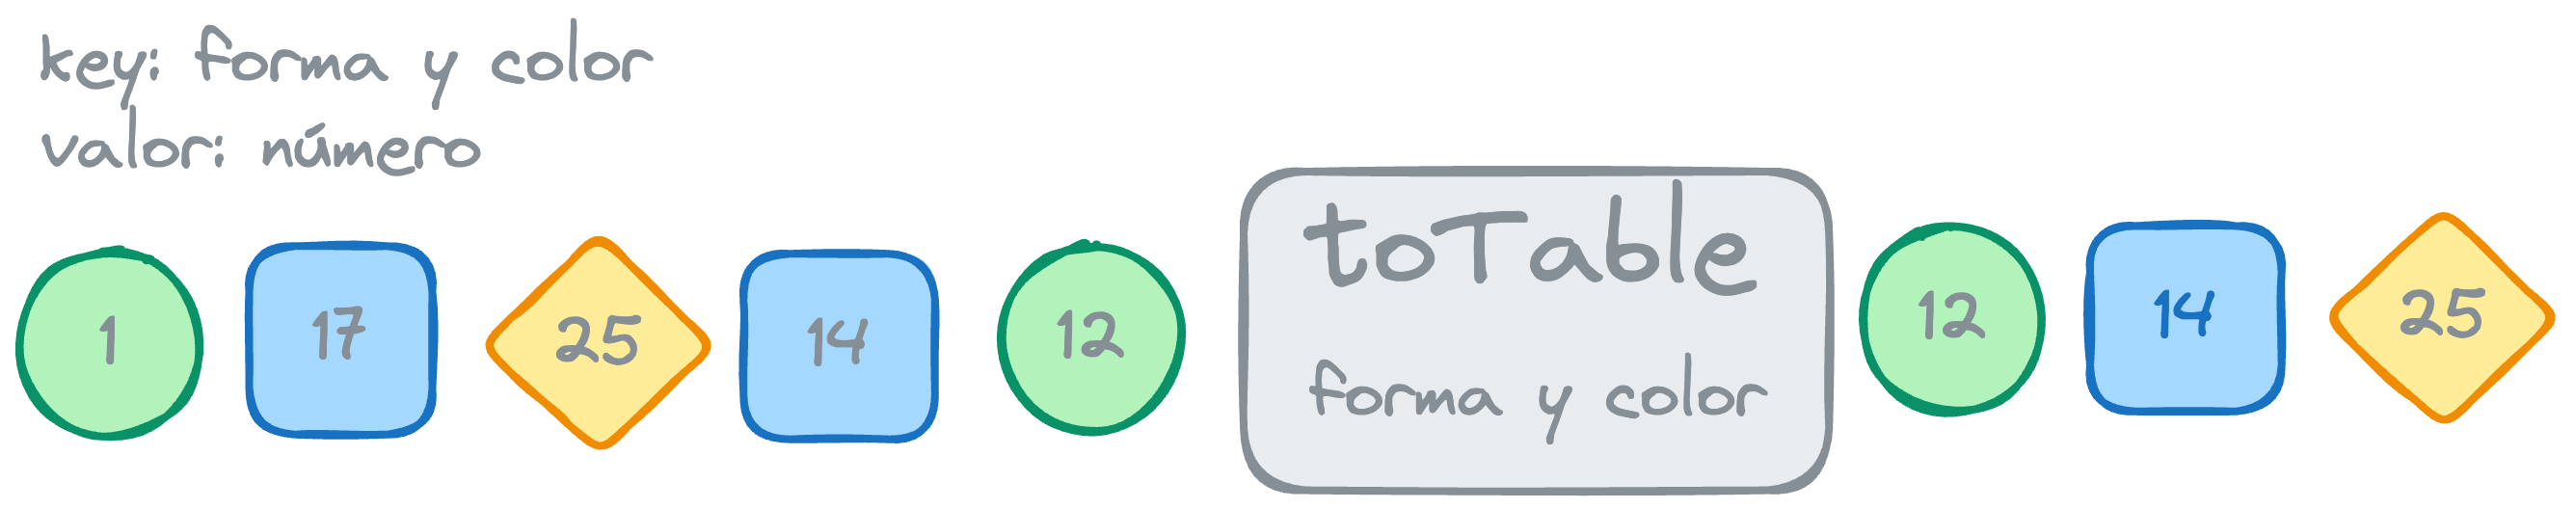 key: forma y color
valor: número
1 17 25 14 12
toTable
forma y color
12 14 25